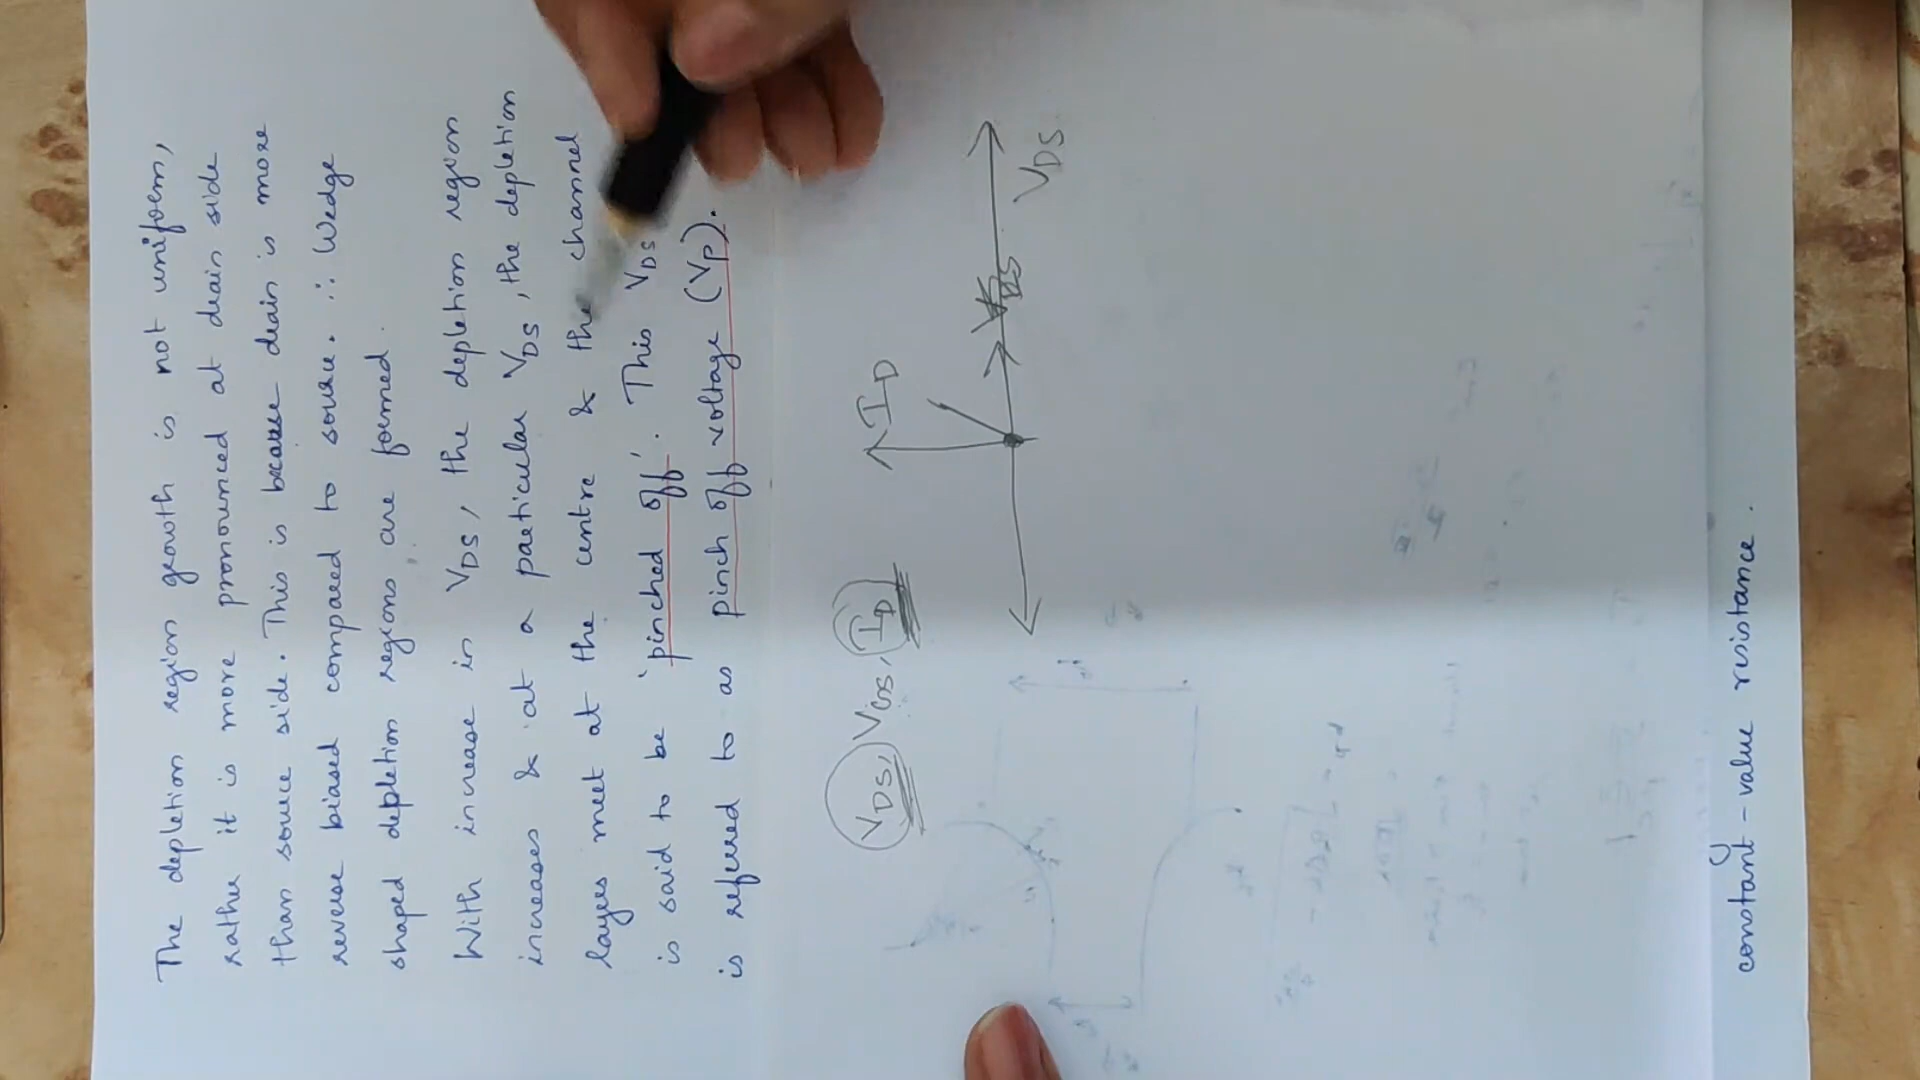 The depletion region growth is not uniform,
rather it is more pronounced at drain side
than source side. This is because drain is more
reverse biased compared to source. ∴ Wedge
shaped depletion regions are formed.
With increase in VDS, the depletion region
increases & at a particular VDS, the depletion
layers meet at the centre & the channel
is said to be 'pinched off'. This VDS
is referred to as pinch off voltage (VP).
VDS, VGS, ID
ID
VDS
VDS
constant-value resistance.